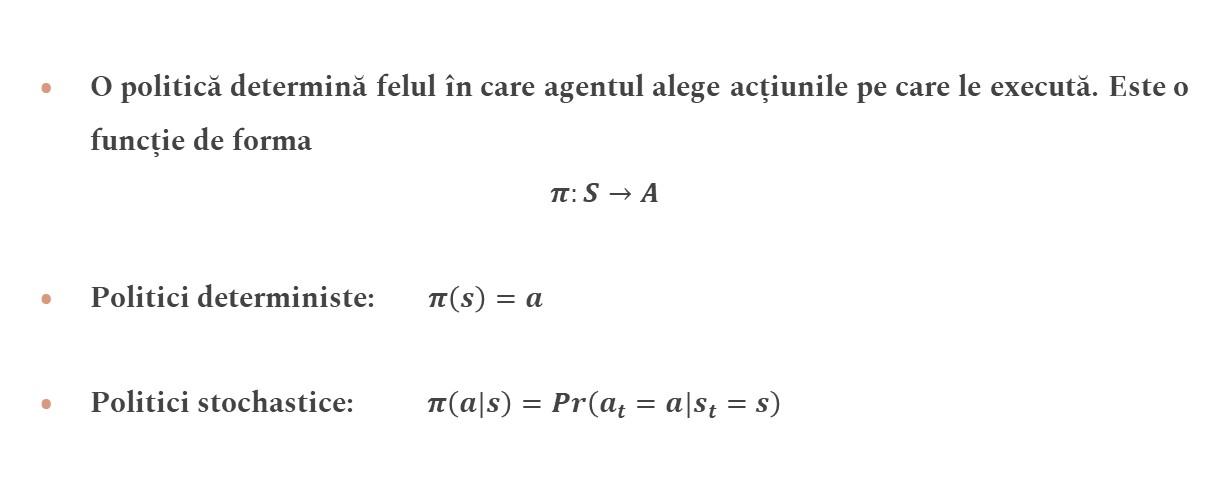 • O politică determină felul în care agentul alege acțiunile pe care le execută. Este o
funcție de forma
π: S → A
• Politici deterministe: π(s) = a
• Politici stochastice: π(a|s) = Pr(aₜ = a|sₜ = s)